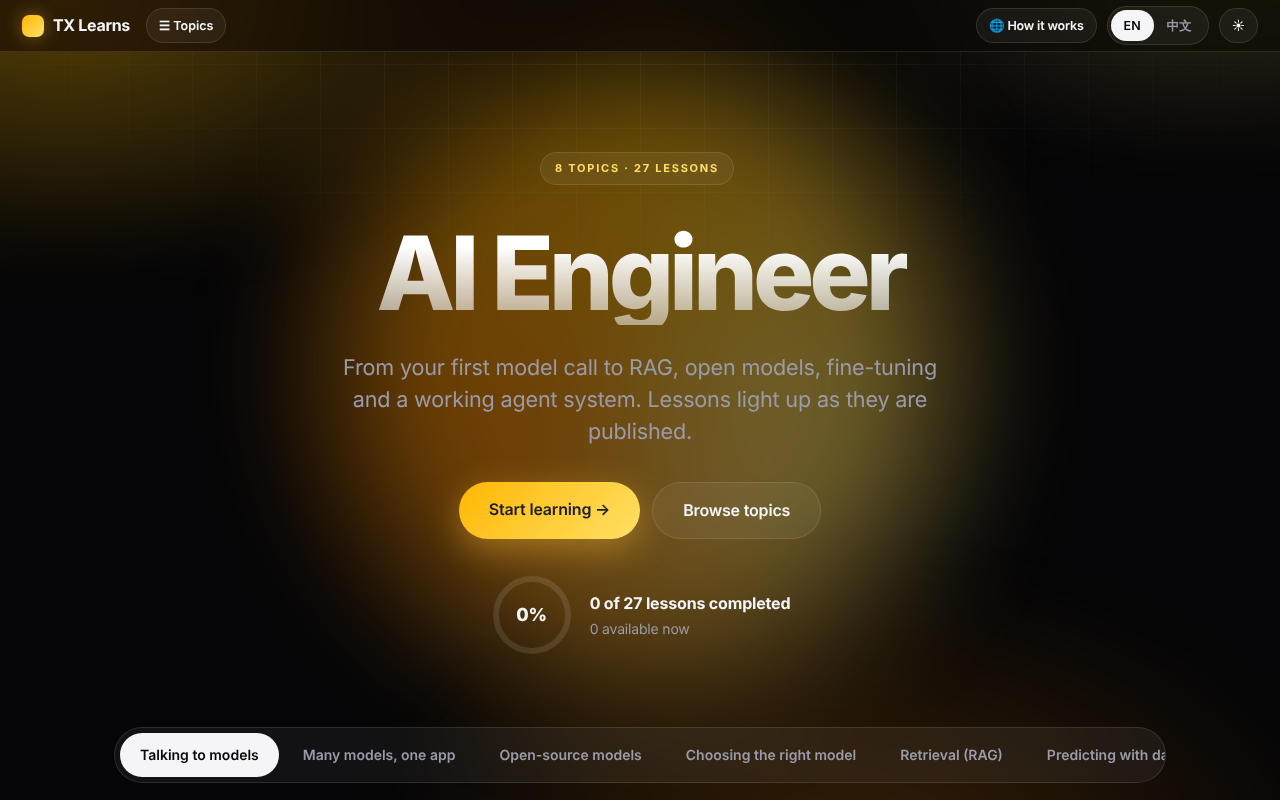 TX Learns
☰ Topics
🌐 How it works
EN
中文
☀
8 TOPICS · 27 LESSONS
AI Engineer
From your first model call to RAG, open models, fine-tuning
and a working agent system. Lessons light up as they are
published.
Start learning →
Browse topics
0%
0 of 27 lessons completed
0 available now
Talking to models
Many models, one app
Open-source models
Choosing the right model
Retrieval (RAG)
Predicting with